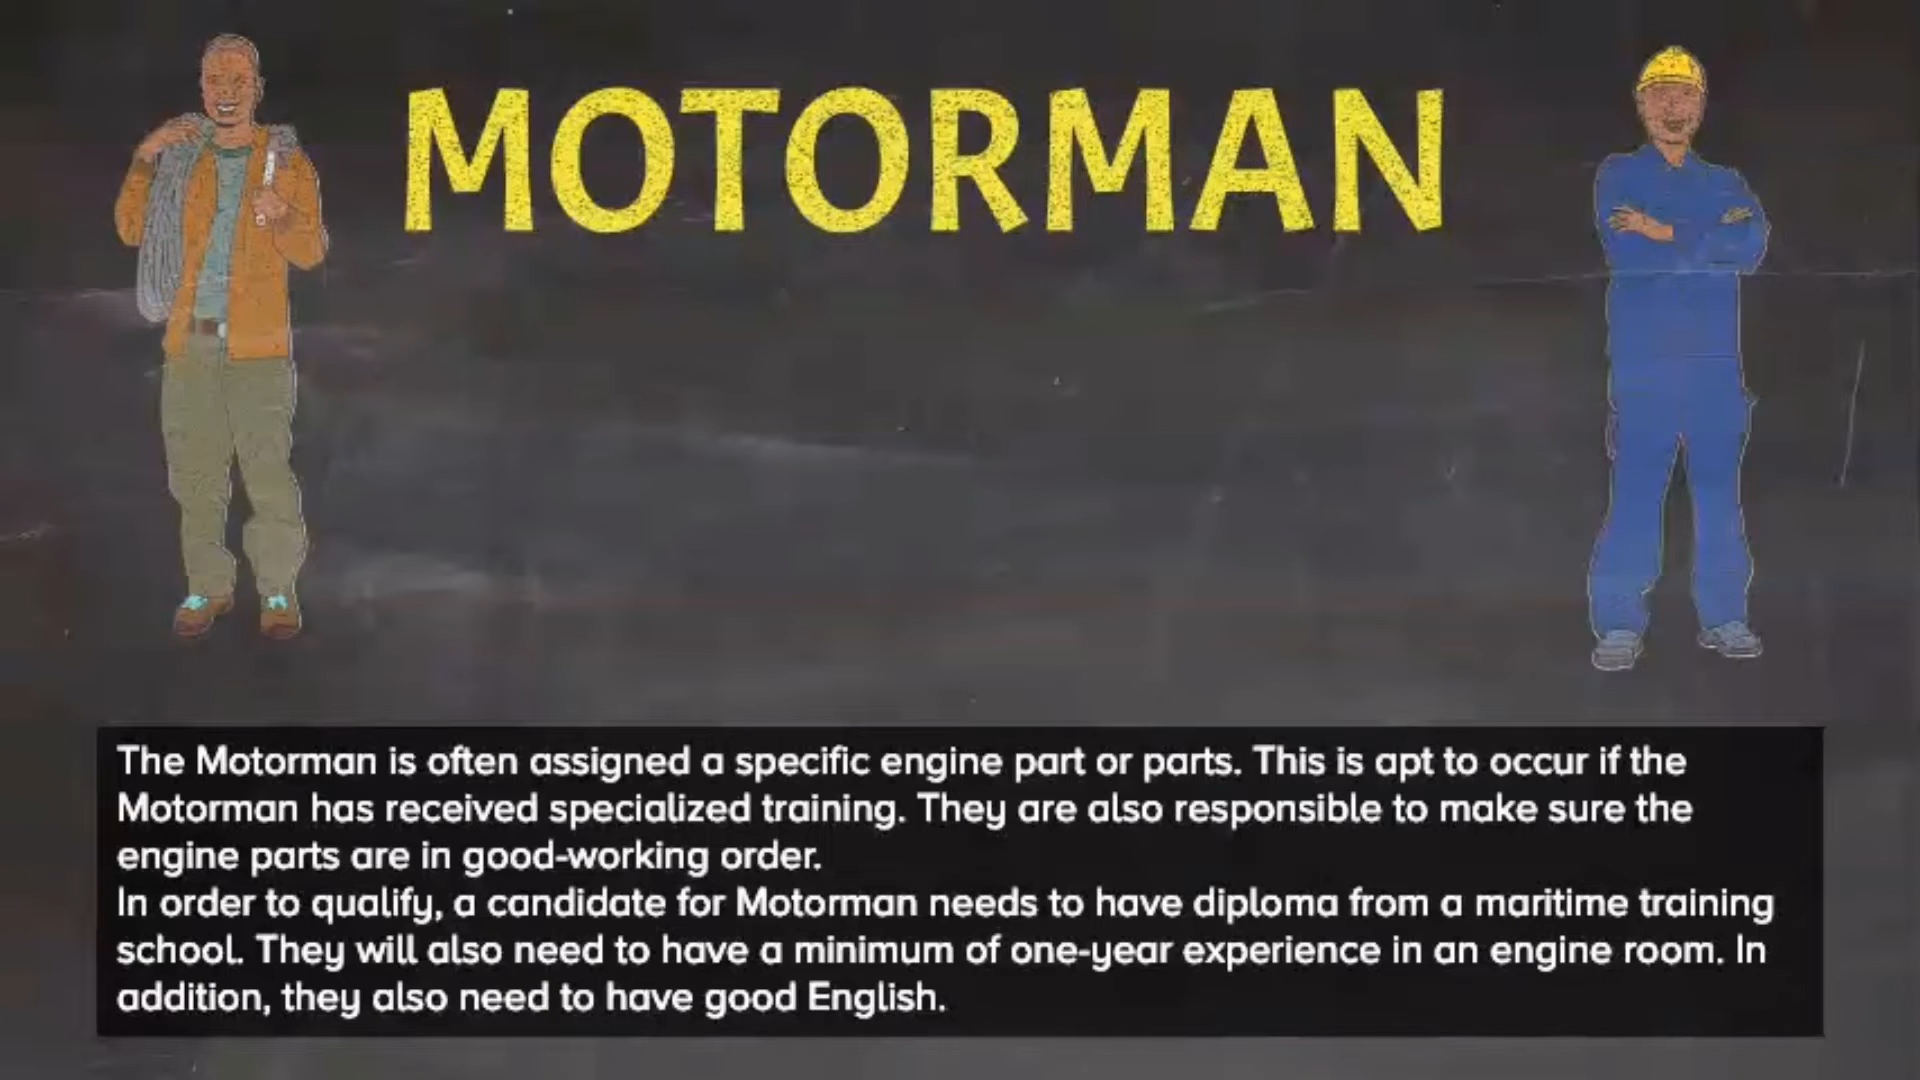 MOTORMAN
The Motorman is often assigned a specific engine part or parts. This is apt to occur if the
Motorman has received specialized training. They are also responsible to make sure the
engine parts are in good-working order.
In order to qualify, a candidate for Motorman needs to have diploma from a maritime training
school. They will also need to have a minimum of one-year experience in an engine room. In
addition, they also need to have good English.